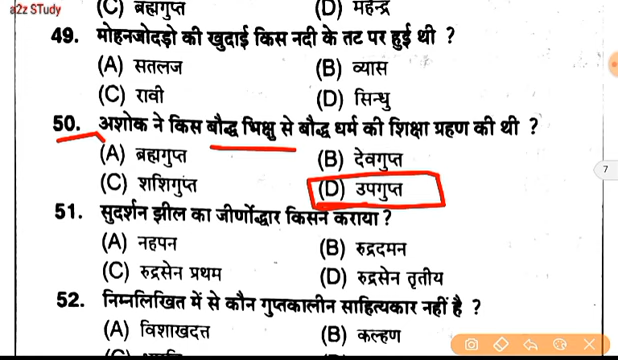 a2z STudy
(C) ब्रह्मगुप्त (D) महेन्द्र
49. मोहनजोदड़ो की खुदाई किस नदी के तट पर हुई थी ?
(A) सतलज (B) व्यास
(C) रावी (D) सिन्धु
50. अशोक ने किस बौद्ध भिक्षु से बौद्ध धर्म की शिक्षा ग्रहण की थी ?
(A) ब्रह्मगुप्त (B) देवगुप्त
(C) शशिगुप्त (D) उपगुप्त
7
51. सुदर्शन झील का जीर्णोद्धार किसने कराया ?
(A) नहपन (B) रुद्रदमन
(C) रुद्रसेन प्रथम (D) रुद्रसेन तृतीय
52. निम्नलिखित में से कौन गुप्तकालीन साहित्यकार नहीं है ?
(A) विशाखदत्त (B) कल्हण